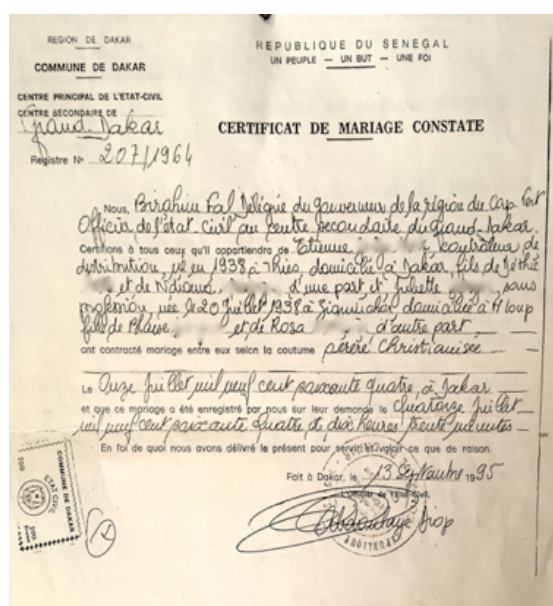 REGION DE DAKAR
COMMUNE DE DAKAR
CENTRE PRINCIPAL DE L'ETAT-CIVIL
CENTRE SECONDAIRE DE
Grand-Dakar
Registre Nº 207/1964
REPUBLIQUE DU SENEGAL
UN PEUPLE — UN BUT — UNE FOI
CERTIFICAT DE MARIAGE CONSTATE
Nous, Birahim Fal Délégué du gouverneur de la région du Cap Vert
Officier de l'état civil au centre secondaire du grand-Dakar
Certifions à tous ceux qu'il appartiendra de Etienne contrôleur de
distribution, né en 1938 à Thiès, domicilié à Dakar, fils de
et de d'une part et Juliette sans
profession, née le 20 juillet 1938 à Ziguinchor domiciliée à
fille de Blaise et de Rosa d'autre part
ont contracté mariage entre eux selon la coutume sérère Christianisée
Le Onze Juillet mil neuf cent soixante quatre, à Dakar
et que ce mariage a été enregistré par nous sur leur demande le Quatorze Juillet
mil neuf cent soixante quatre et dix heures trente minutes
En foi de quoi nous avons délivré le présent pour servir et valoir ce que de raison.
Fait à Dakar, le 13 Septembre 1995
L'Officier de l'Etat-Civil,
Abdoulaye Diop
COMMUNE DE DAKAR
ETAT CIVIL
200